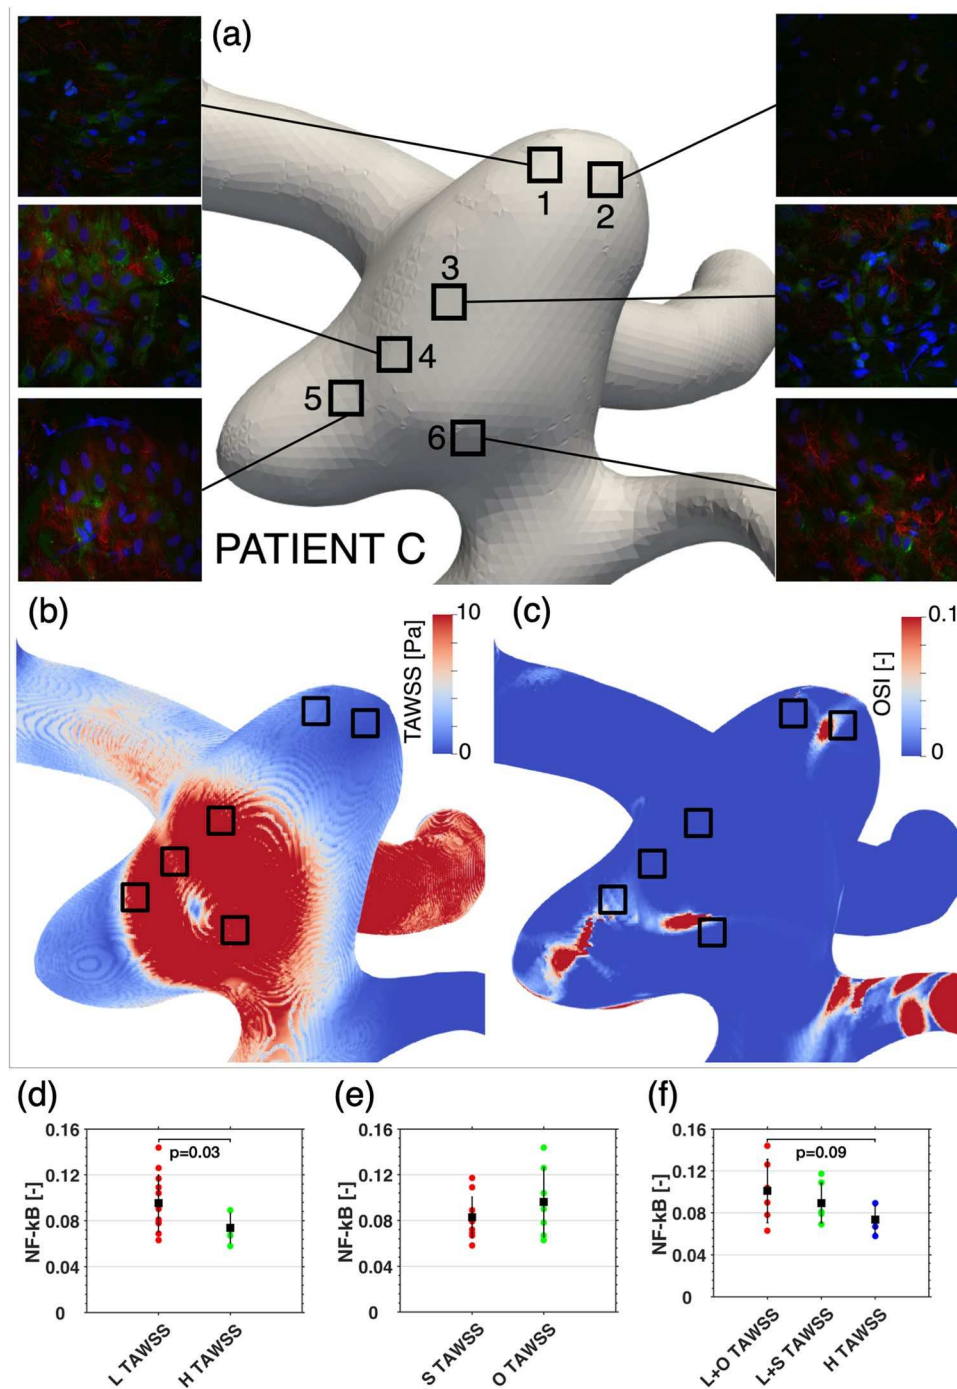 (a)
1
2
3
4
5
6
PATIENT C
(b)
10
TAWSS [Pa]
0
(c)
0.1
OSI [-]
0
(d)
0.16
0.12
0.08
0.04
0
NF-kB [-]
p=0.03
L TAWSS
H TAWSS
(e)
0.16
0.12
0.08
0.04
0
NF-kB [-]
S TAWSS
O TAWSS
(f)
0.16
0.12
0.08
0.04
0
NF-kB [-]
p=0.09
L+O TAWSS
L+S TAWSS
H TAWSS